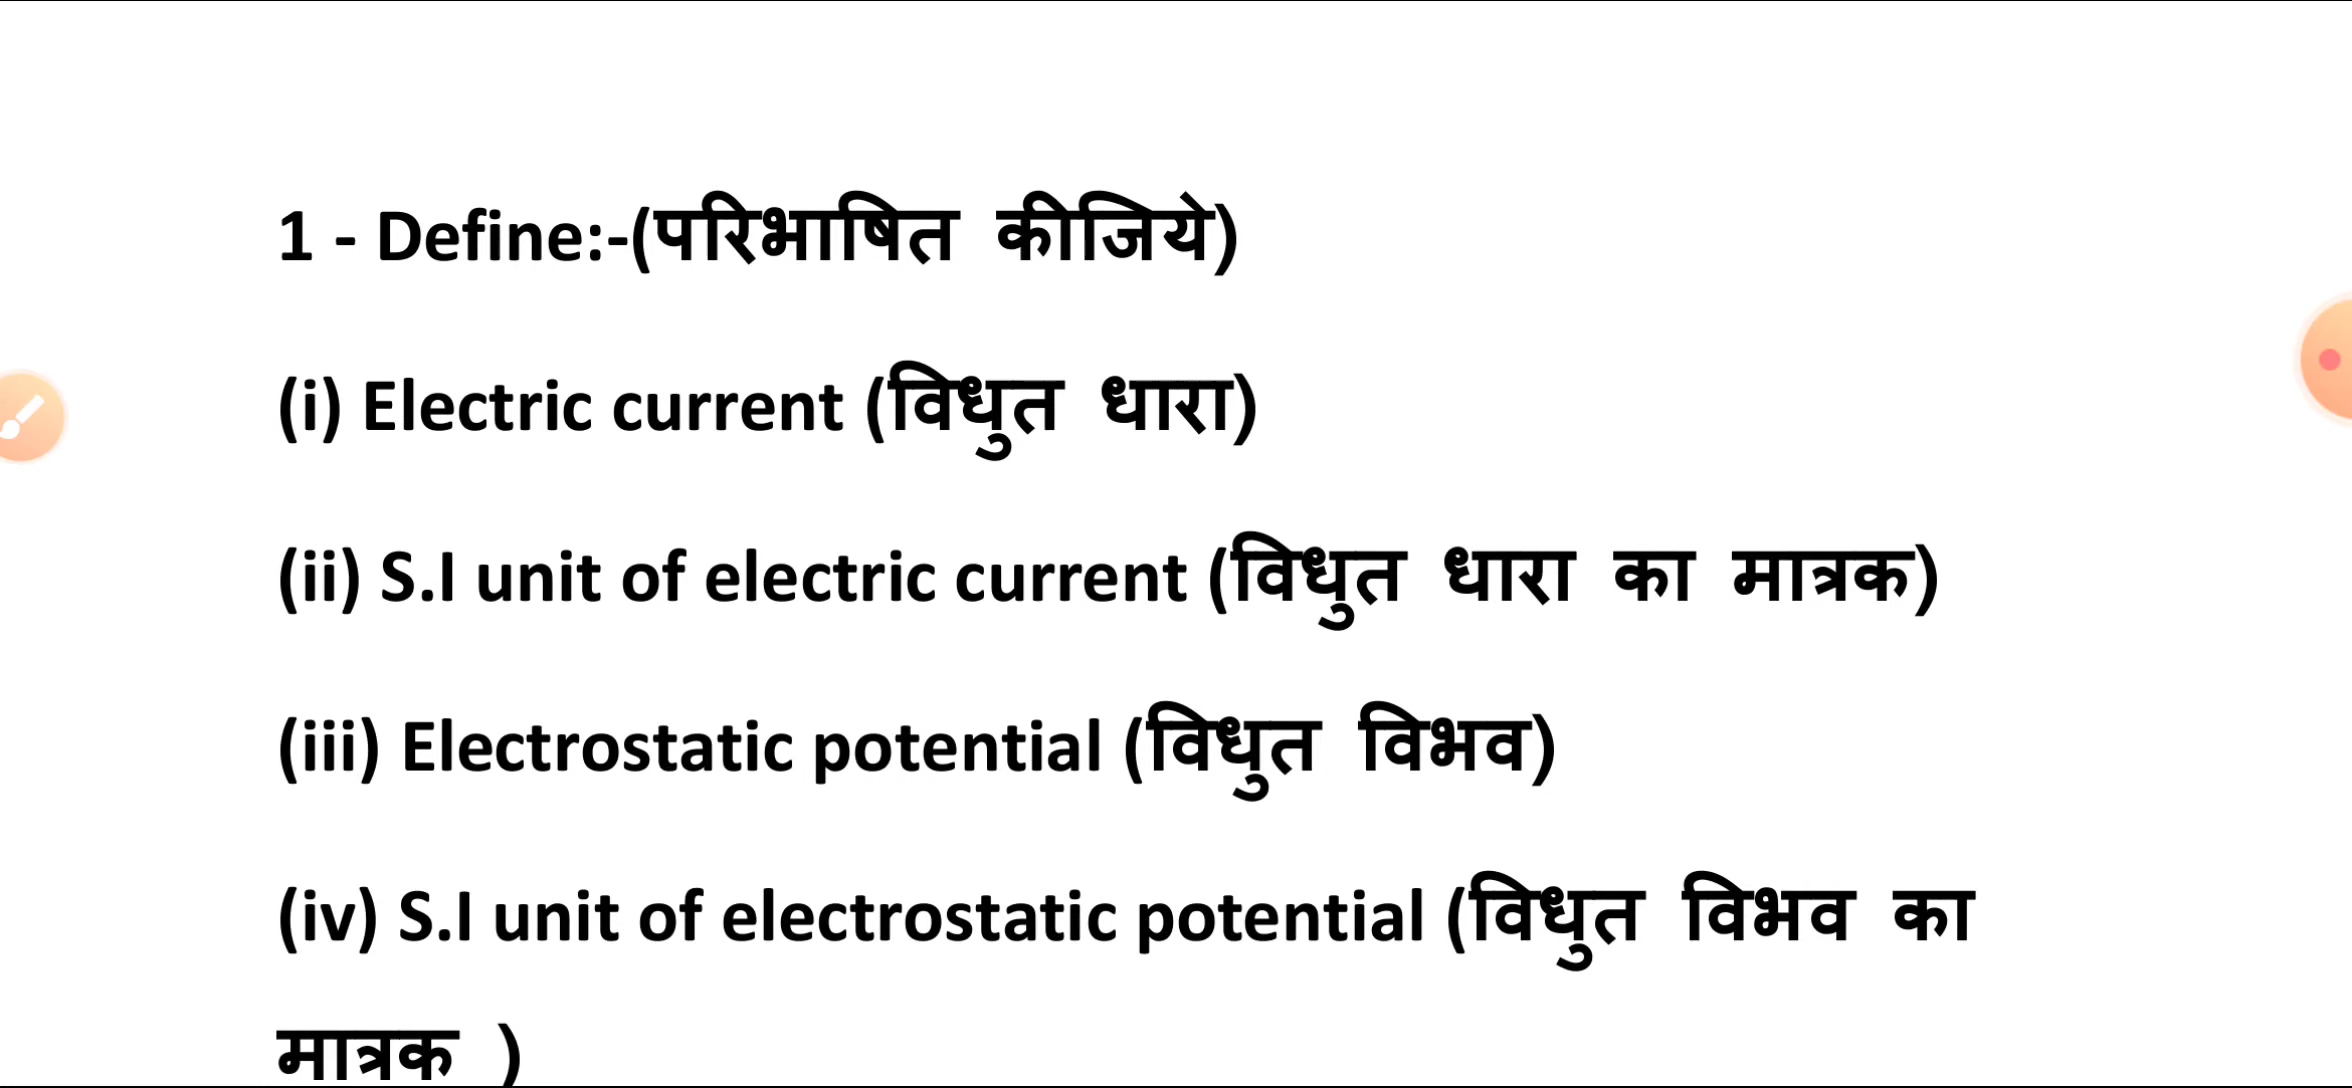 1 - Define:-(परिभाषित कीजिये)
(i) Electric current (विधुत धारा)
(ii) S.I unit of electric current (विधुत धारा का मात्रक)
(iii) Electrostatic potential (विधुत विभव)
(iv) S.I unit of electrostatic potential (विधुत विभव का
मात्रक )